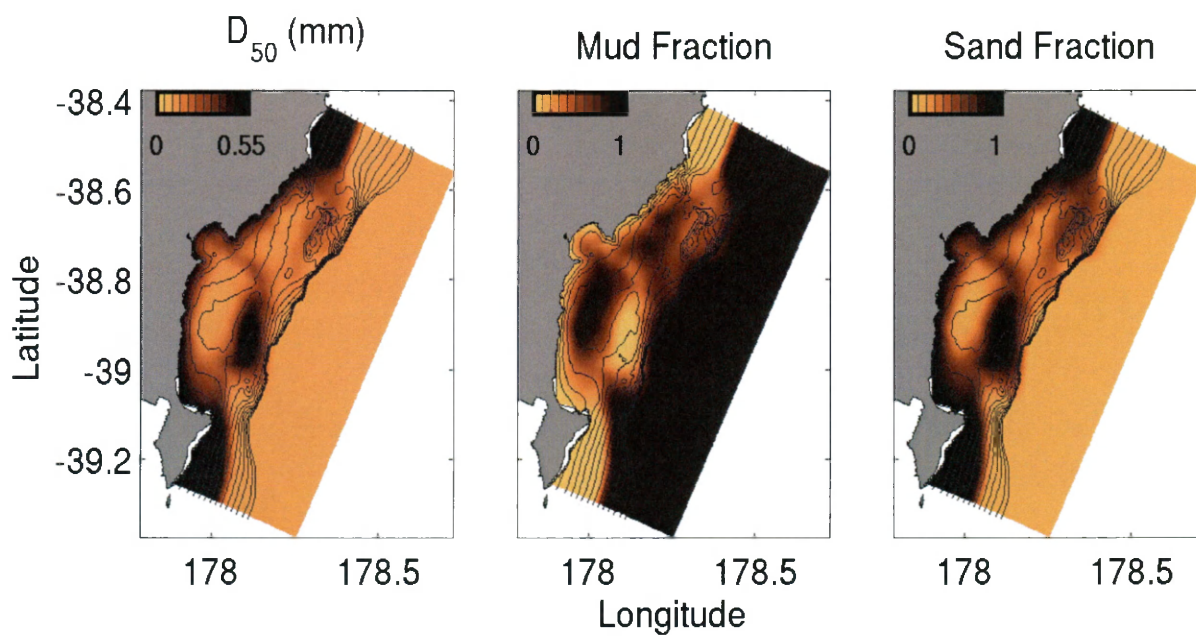 D50 (mm)
Mud Fraction
Sand Fraction
0 0.55
0 1
0 1
-38.4
-38.6
-38.8
-39
-39.2
Latitude
178 178.5
178 178.5
178 178.5
Longitude